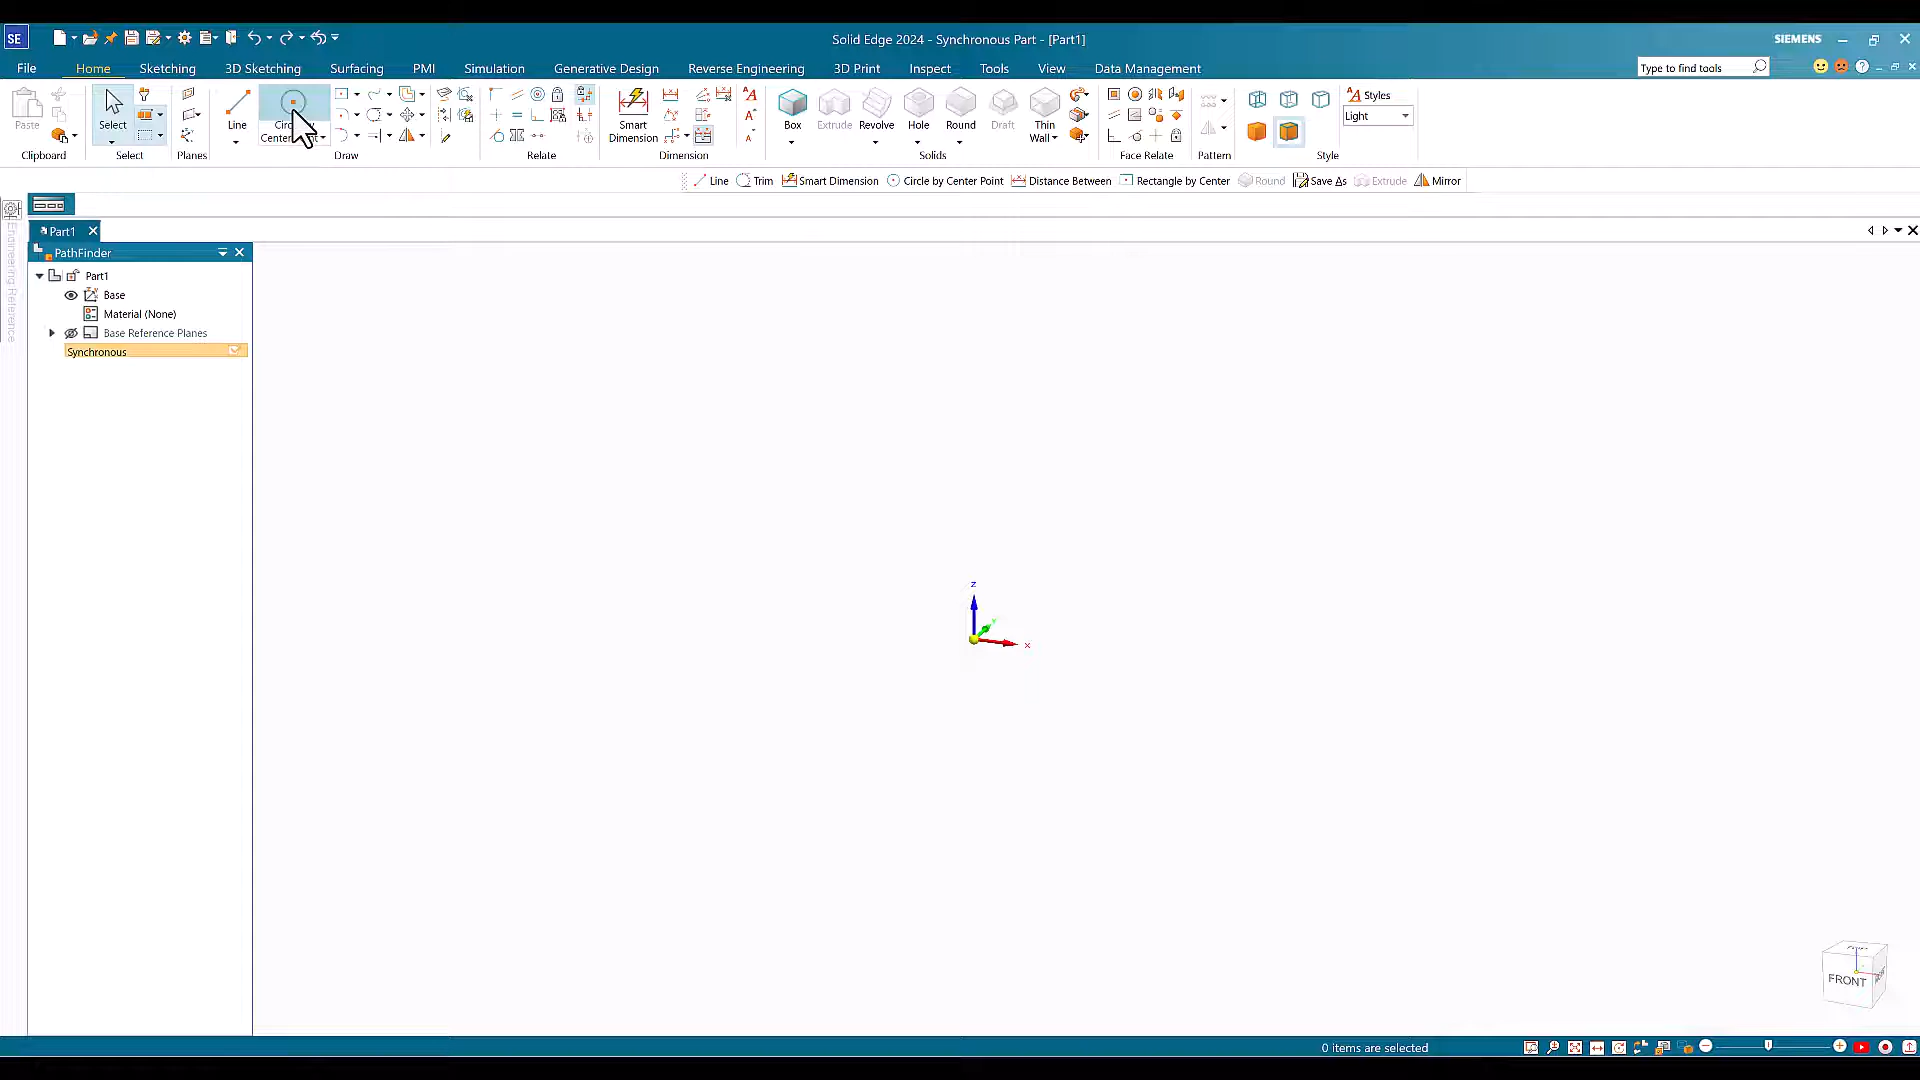 SE
Solid Edge 2024 - Synchronous Part - [Part1]
SIEMENS
File Home Sketching 3D Sketching Surfacing PMI Simulation Generative Design Reverse Engineering 3D Print Inspect Tools View Data Management
Type to find tools
Paste
Clipboard
Select
Select
Planes
Line
Draw
Relate
Smart
Dimension
Dimension
Box
Extrude
Revolve
Hole
Round
Draft
Thin
Wall
Solids
Face Relate
Pattern
Styles
Light
Style
Line Trim Smart Dimension Circle by Center Point Distance Between Rectangle by Center Round Save As Extrude Mirror
Engineering Reference
Part1
PathFinder
Part1
Base
Material (None)
Base Reference Planes
Synchronous
z
x
FRONT
0 items are selected